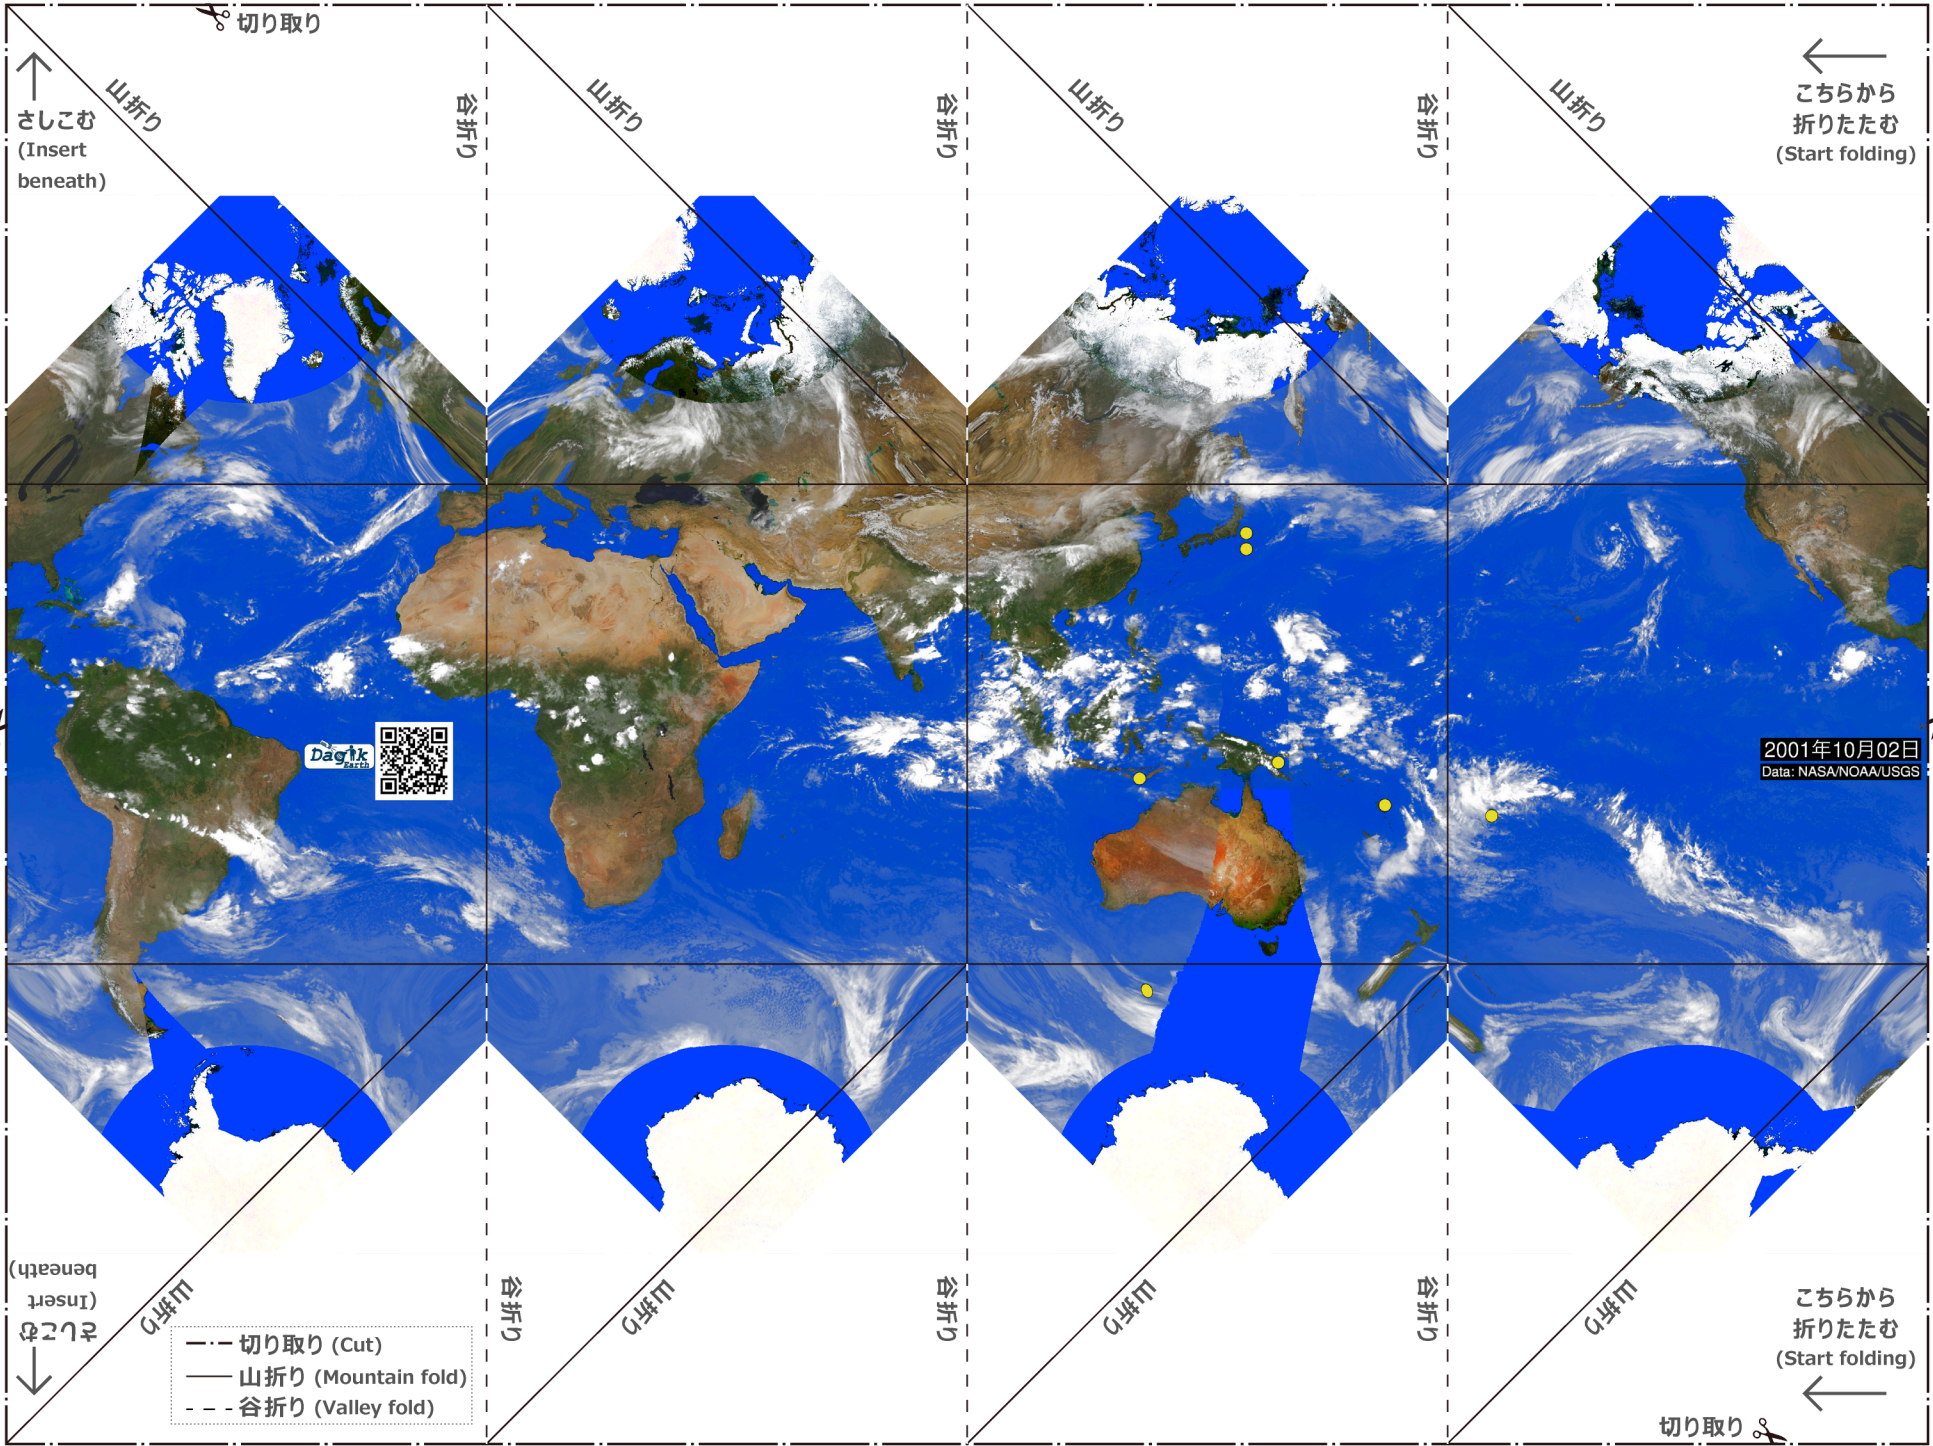 切り取り
山折り
谷折り
山折り
谷折り
山折り
谷折り
山折り
さしこむ
(Insert
beneath)
こちらから
折りたたむ
(Start folding)
Dagik
Earth
2001年10月02日
Data: NASA/NOAA/USGS
さしこむ
(Insert
beneath)
山折り
谷折り
山折り
谷折り
山折り
谷折り
山折り
こちらから
折りたたむ
(Start folding)
切り取り (Cut)
山折り (Mountain fold)
谷折り (Valley fold)
切り取り